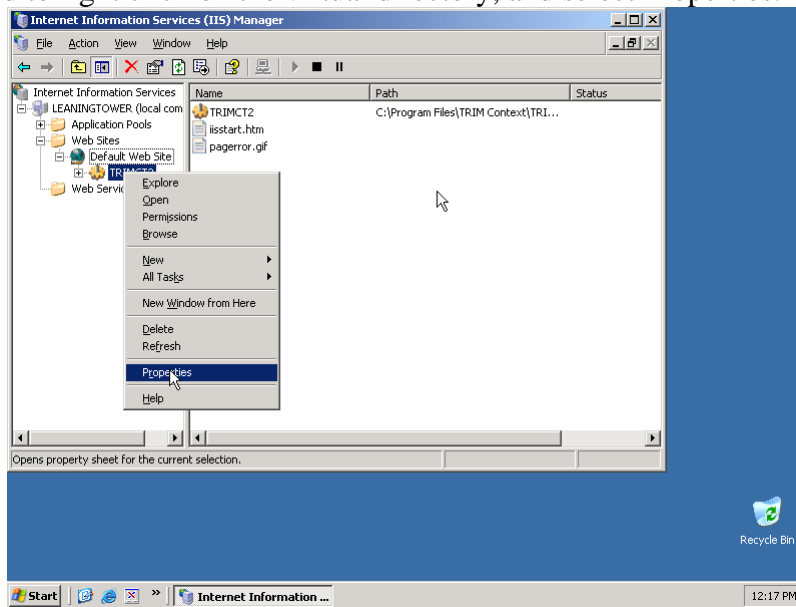 Internet Information Services (IIS) Manager
File Action View Window Help
Internet Information Services
LEANINGTOWER (local com
Application Pools
Web Sites
Default Web Site
TRIMCT2
Web Servic
Name Path Status
TRIMCT2 C:\Program Files\TRIM Context\TRI...
iisstart.htm
pagerror.gif
Explore
Open
Permissions
Browse
New
All Tasks
New Window from Here
Delete
Refresh
Properties
Help
Opens property sheet for the current selection.
Recycle Bin
Start » Internet Information ... 12:17 PM